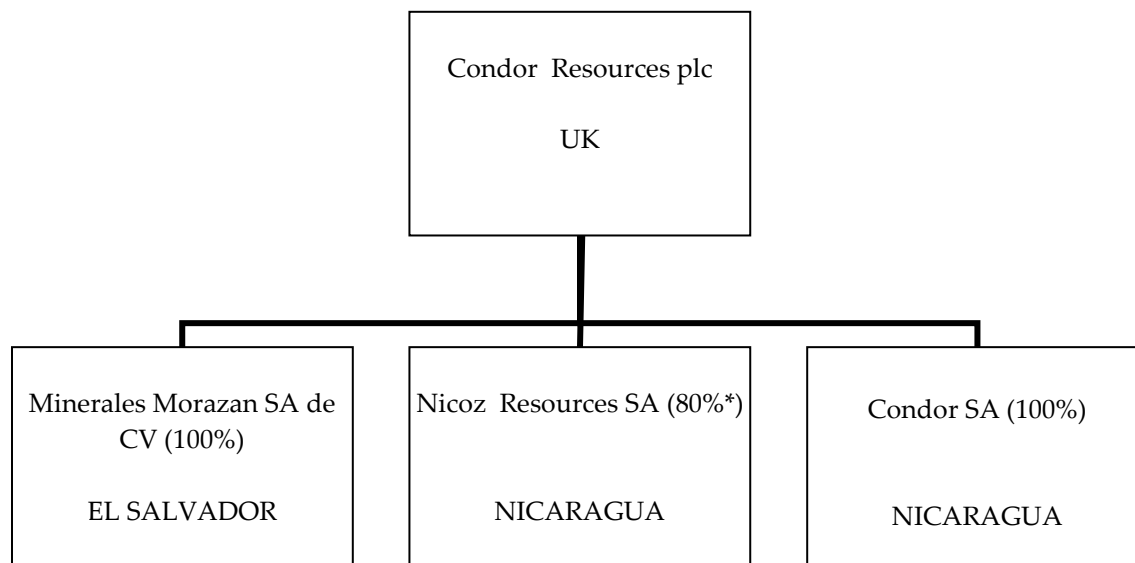 Condor Resources plc
UK
Minerales Morazan SA de
CV (100%)
EL SALVADOR
Nicoz Resources SA (80%*)
NICARAGUA
Condor SA (100%)
NICARAGUA